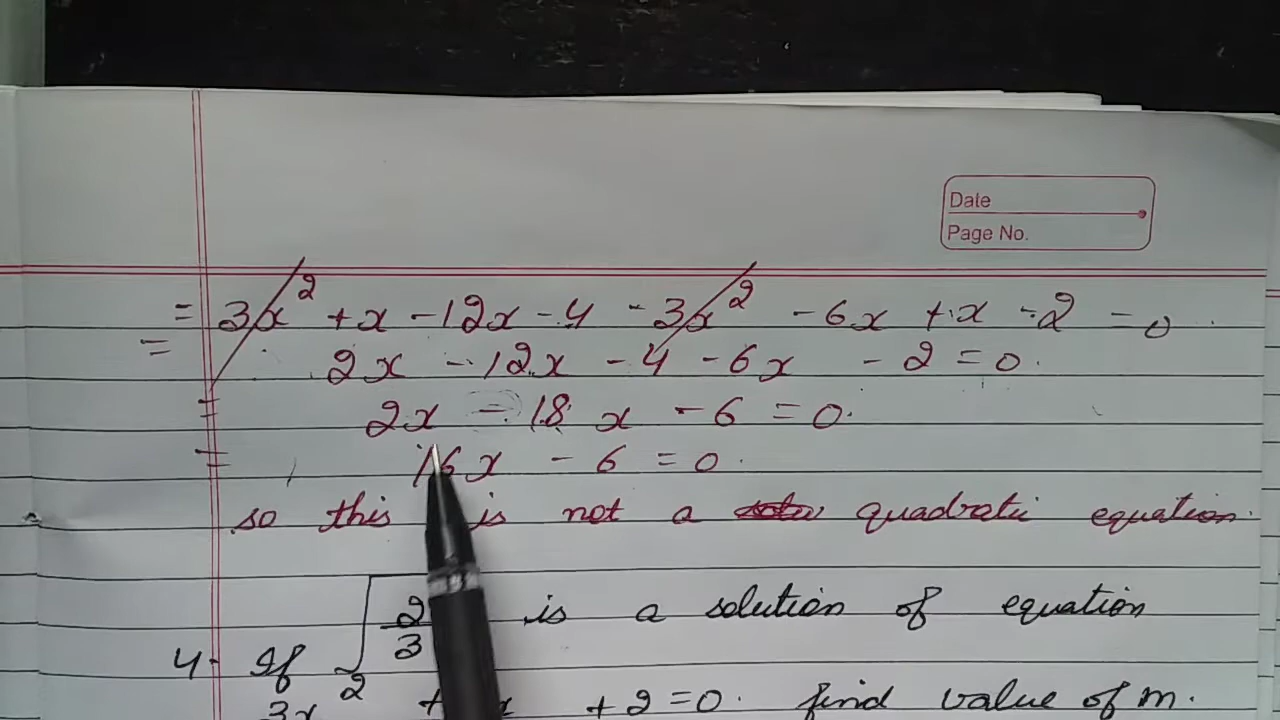 Date
Page No.
= 3x² + x - 12x - 4 - 3x² - 6x + x - 2 = 0
= 2x - 12x - 4 - 6x - 2 = 0.
= 2x - 18x - 6 = 0.
= 16x - 6 = 0.
so this is not a quadratic equation.
4. If √2/3 is a solution of equation
3x² + x + 2 = 0. find value of m.